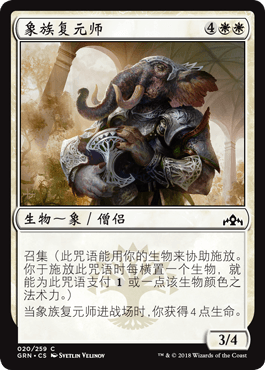 象族复元师 4
生物～象／僧侣
召集（此咒语能用你的生物来协助施放。
你于施放此咒语时每横置一个生物，就
能为此咒语支付 1 或一点该生物颜色之
法术力。）
当象族复元师进战场时，你获得4点生命。
3/4
020/259 C
GRN • CS SVETLIN VELINOV
™ & © 2018 Wizards of the Coast